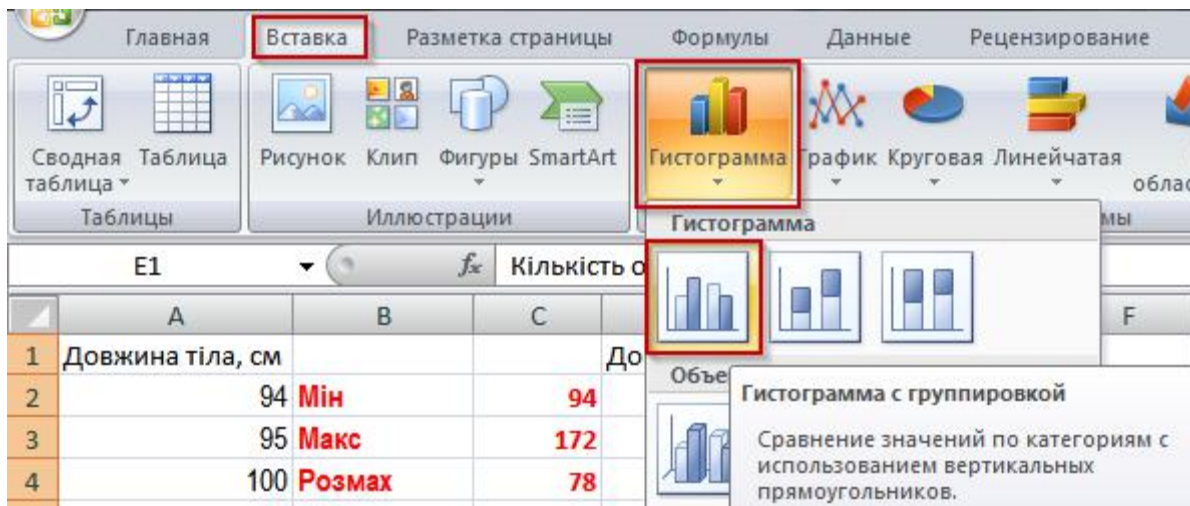 Главная Вставка Разметка страницы Формулы Данные Рецензирование
Сводная таблица
Таблица
Рисунок Клип Фигуры SmartArt
Гистограмма График Круговая Линейчатая
Таблицы Иллюстрации
Гистограмма
E1 fx Кількість о
A B C F
1 Довжина тіла, см До
2 94 Мін 94
3 95 Макс 172
4 100 Розмах 78
Объе
Гистограмма с группировкой
Сравнение значений по категориям с
использованием вертикальных
прямоугольников.